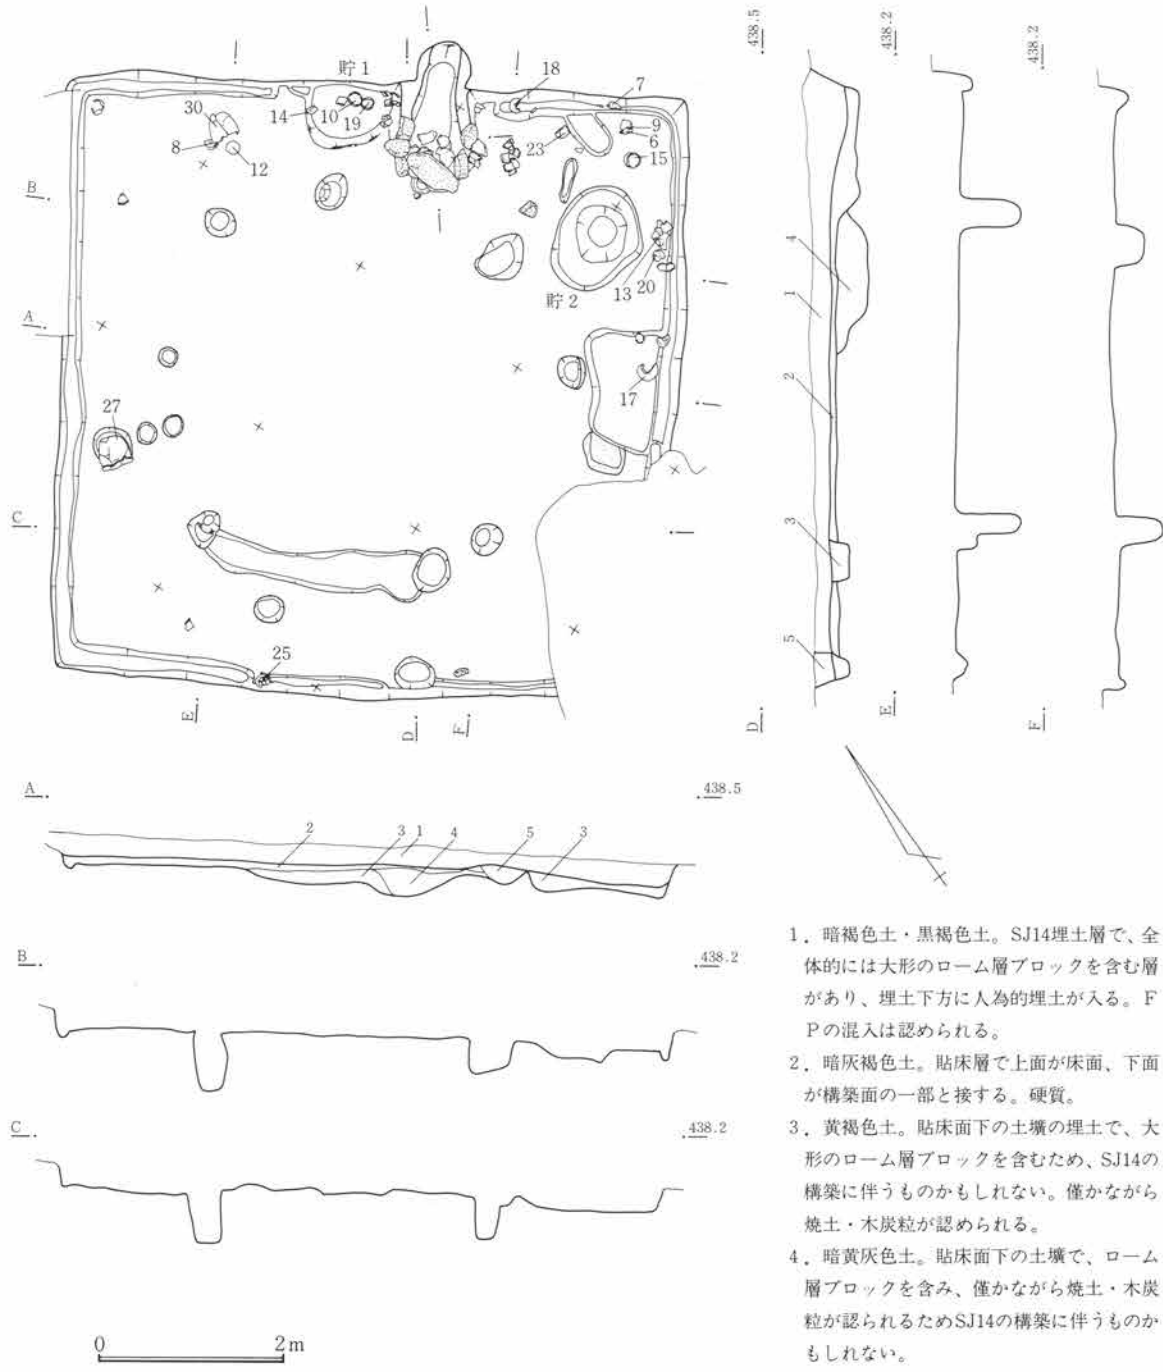 438.5
438.2
438.2
貯1
18
7
30
14
10
19
9
6
8
12
23
15
B
13
20
貯2
4
1
A
2
17
27
C
3
5
25
E
D
F
D
E
F
A
438.5
2
3
1
4
5
3
B
438.2
C
438.2
0
2m
1．暗褐色土・黒褐色土。SJ14埋土層で、全
体的には大形のローム層ブロックを含む層
があり、埋土下方に人為的埋土が入る。F
Pの混入は認められる。
2．暗灰褐色土。貼床層で上面が床面、下面
が構築面の一部と接する。硬質。
3．黄褐色土。貼床面下の土壙の埋土で、大
形のローム層ブロックを含むため、SJ14の
構築に伴うものかもしれない。僅かながら
焼土・木炭粒が認められる。
4．暗黄灰色土。貼床面下の土壙で、ローム
層ブロックを含み、僅かながら焼土・木炭
粒が認られるためSJ14の構築に伴うものか
もしれない。